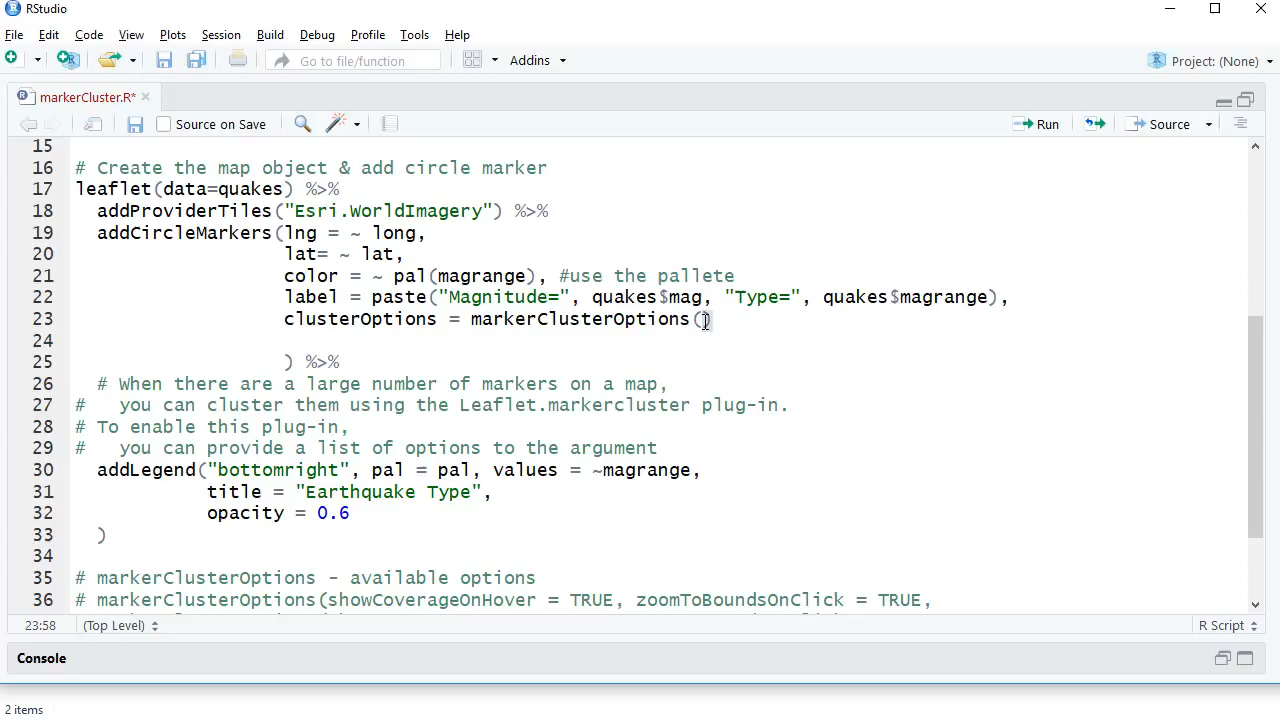 RStudio
File Edit Code View Plots Session Build Debug Profile Tools Help
Go to file/function Addins Project: (None)
markerCluster.R*
Source on Save Run Source
15
16 # Create the map object & add circle marker
17 leaflet(data=quakes) %>%
18 addProviderTiles("Esri.WorldImagery") %>%
19 addCircleMarkers(lng = ~ long,
20 lat= ~ lat,
21 color = ~ pal(magrange), #use the pallete
22 label = paste("Magnitude=", quakes$mag, "Type=", quakes$magrange),
23 clusterOptions = markerClusterOptions()
24
25 ) %>%
26 # When there are a large number of markers on a map,
27 # you can cluster them using the Leaflet.markercluster plug-in.
28 # To enable this plug-in,
29 # you can provide a list of options to the argument
30 addLegend("bottomright", pal = pal, values = ~magrange,
31 title = "Earthquake Type",
32 opacity = 0.6
33 )
34
35 # markerClusterOptions - available options
36 # markerClusterOptions(showCoverageOnHover = TRUE, zoomToBoundsOnClick = TRUE,
23:58 (Top Level) R Script
Console
2 items